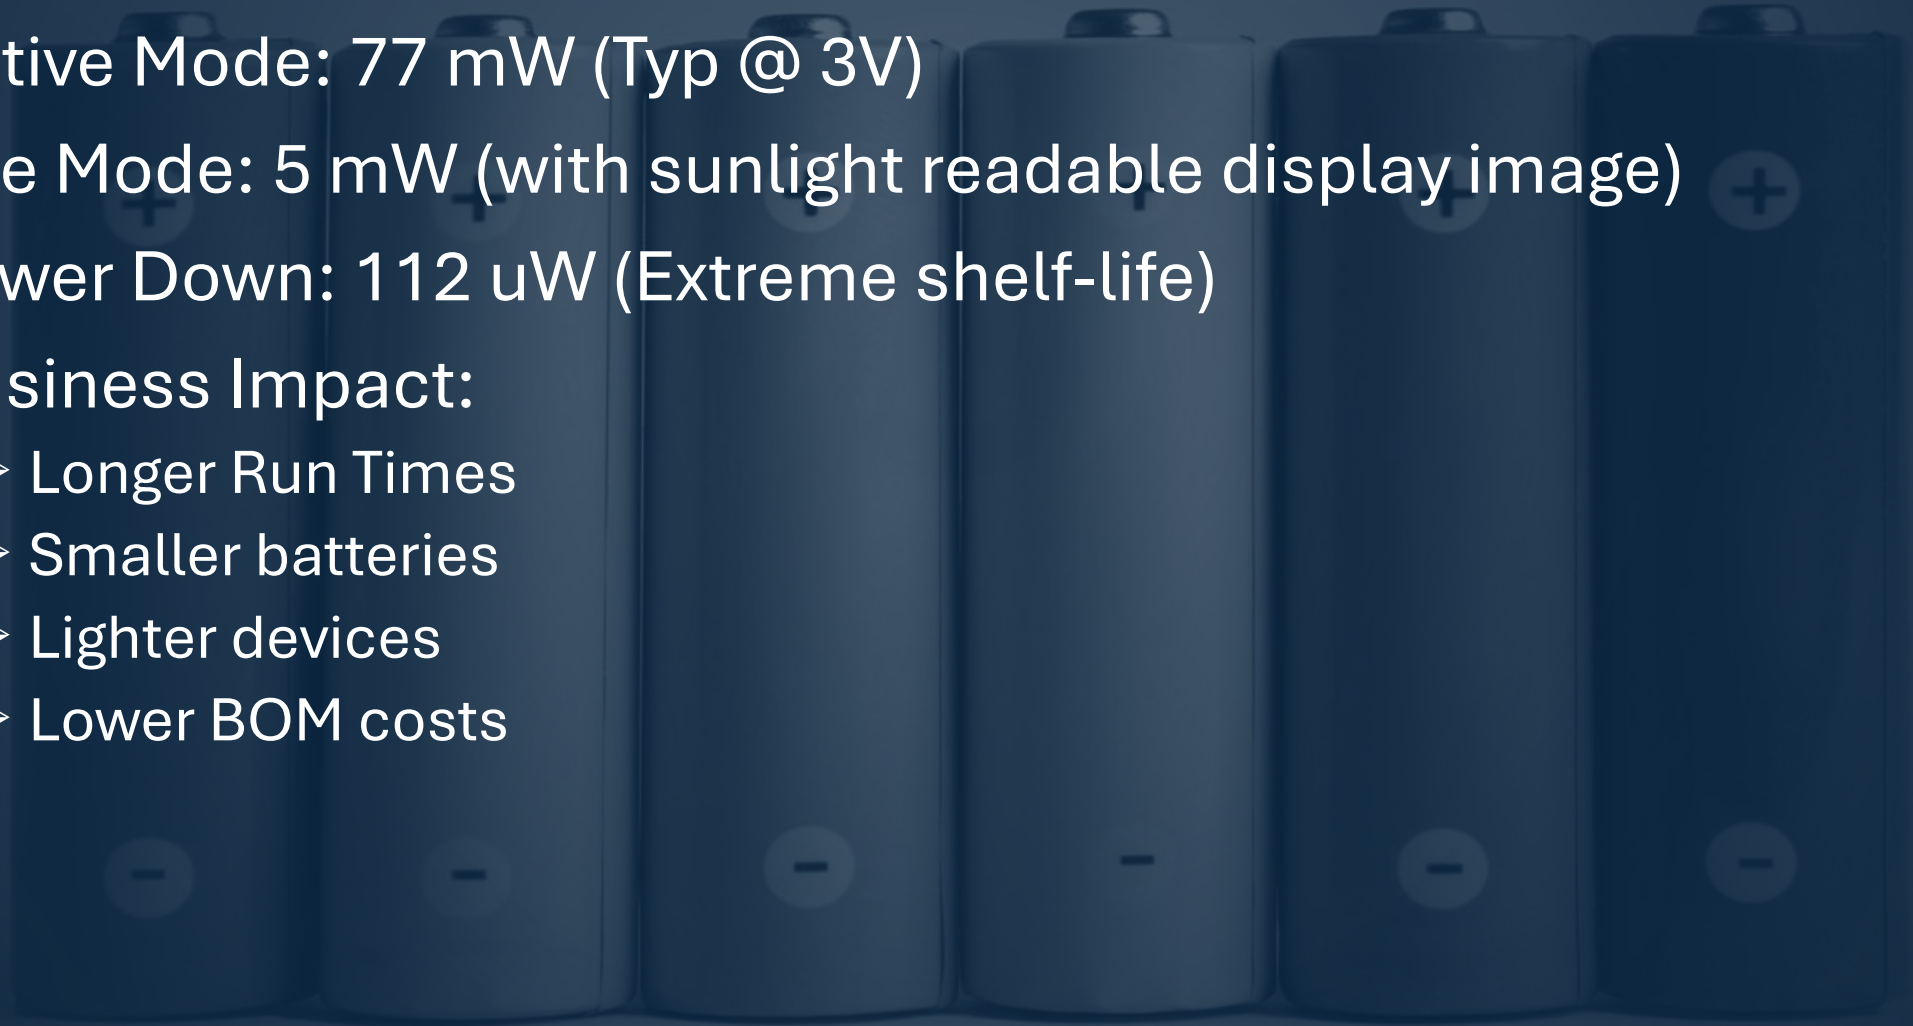 tive Mode: 77 mW (Typ @ 3V)
e Mode: 5 mW (with sunlight readable display image)
wer Down: 112 uW (Extreme shelf-life)
siness Impact:
➢ Longer Run Times
➢ Smaller batteries
➢ Lighter devices
➢ Lower BOM costs